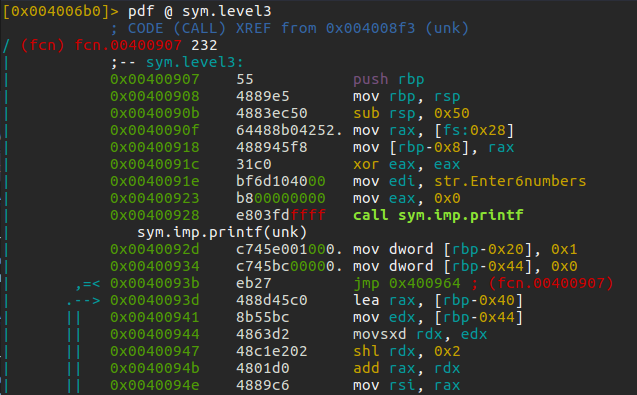 [0x004006b0]> pdf @ sym.level3
; CODE (CALL) XREF from 0x004008f3 (unk)
/ (fcn) fcn.00400907 232
| ;-- sym.level3:
| 0x00400907 55 push rbp
| 0x00400908 4889e5 mov rbp, rsp
| 0x0040090b 4883ec50 sub rsp, 0x50
| 0x0040090f 64488b04252. mov rax, [fs:0x28]
| 0x00400918 488945f8 mov [rbp-0x8], rax
| 0x0040091c 31c0 xor eax, eax
| 0x0040091e bf6d104000 mov edi, str.Enter6numbers
| 0x00400923 b800000000 mov eax, 0x0
| 0x00400928 e803fdffff call sym.imp.printf
| sym.imp.printf(unk)
| 0x0040092d c745e001000. mov dword [rbp-0x20], 0x1
| 0x00400934 c745bc00000. mov dword [rbp-0x44], 0x0
| ,=< 0x0040093b eb27 jmp 0x400964 ; (fcn.00400907)
| .--> 0x0040093d 488d45c0 lea rax, [rbp-0x40]
| || 0x00400941 8b55bc mov edx, [rbp-0x44]
| || 0x00400944 4863d2 movsxd rdx, edx
| || 0x00400947 48c1e202 shl rdx, 0x2
| || 0x0040094b 4801d0 add rax, rdx
| || 0x0040094e 4889c6 mov rsi, rax